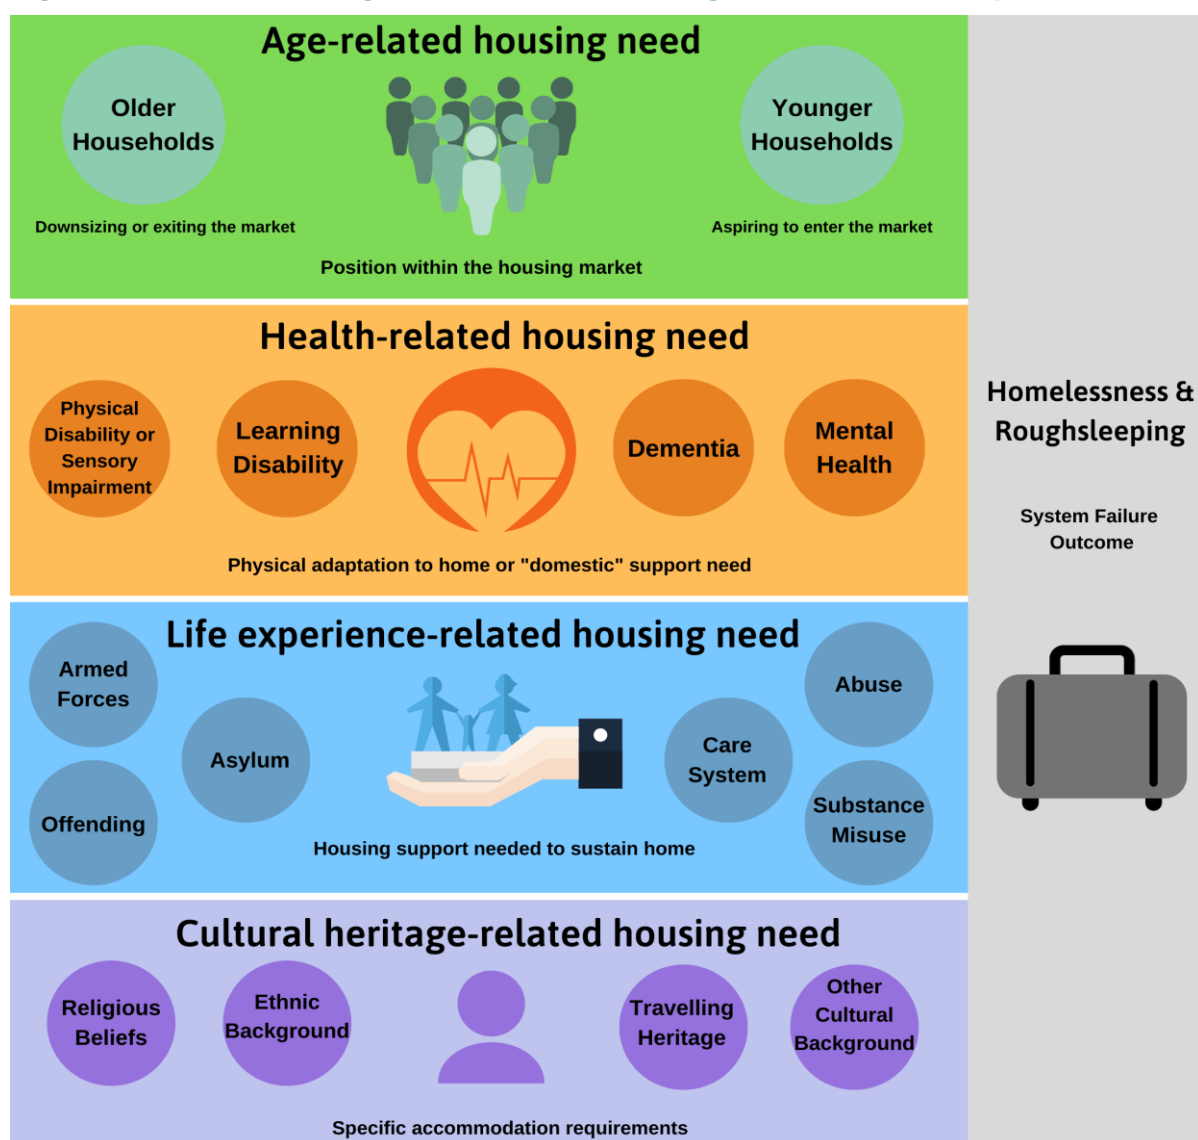 Age-related housing need
Older
Households
Younger
Households
Downsizing or exiting the market
Aspiring to enter the market
Position within the housing market
Health-related housing need
Physical
Disability or
Sensory
Impairment
Learning
Disability
Dementia
Mental
Health
Physical adaptation to home or "domestic" support need
Life experience-related housing need
Armed
Forces
Asylum
Offending
Care
System
Abuse
Substance
Misuse
Housing support needed to sustain home
Cultural heritage-related housing need
Religious
Beliefs
Ethnic
Background
Travelling
Heritage
Other
Cultural
Background
Specific accommodation requirements
Homelessness &
Roughsleeping
System Failure
Outcome